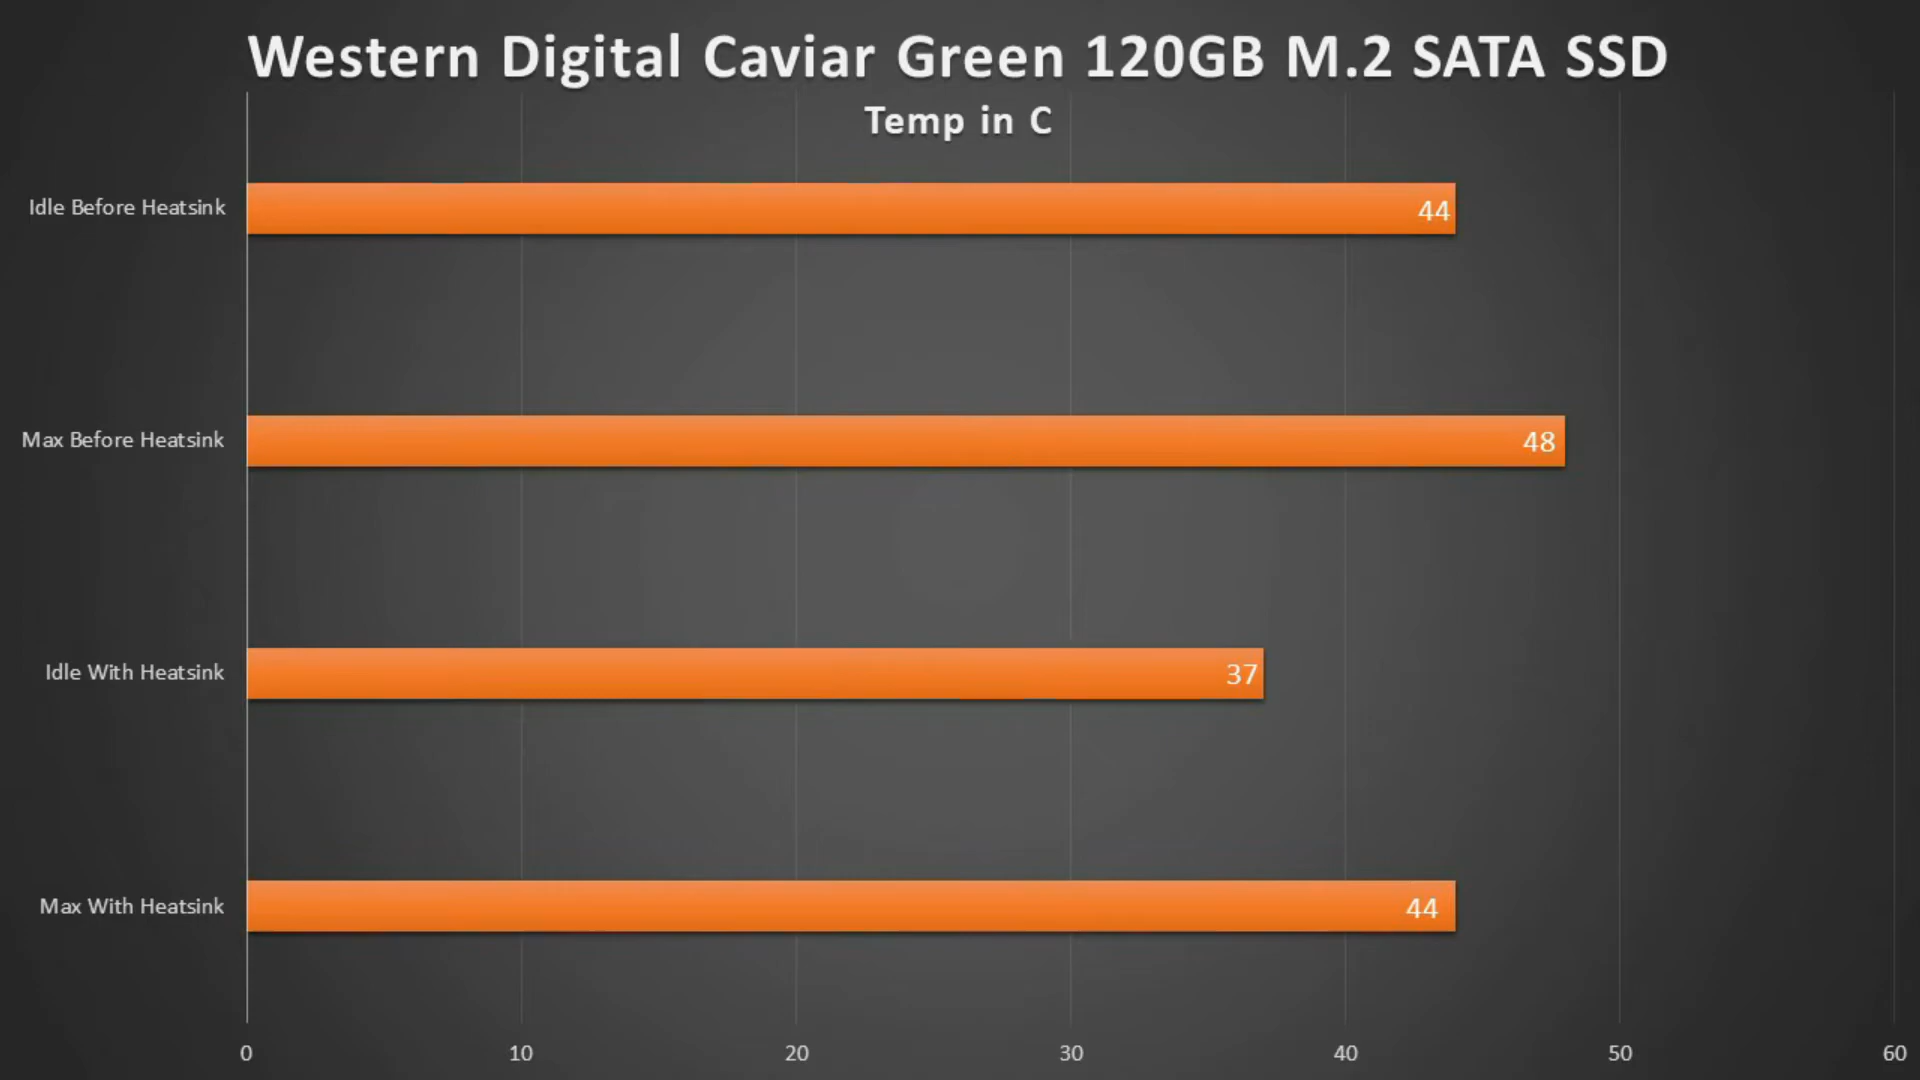 Western Digital Caviar Green 120GB M.2 SATA SSD
Temp in C
Idle Before Heatsink
44
Max Before Heatsink
48
Idle With Heatsink
37
Max With Heatsink
44
0 10 20 30 40 50 60